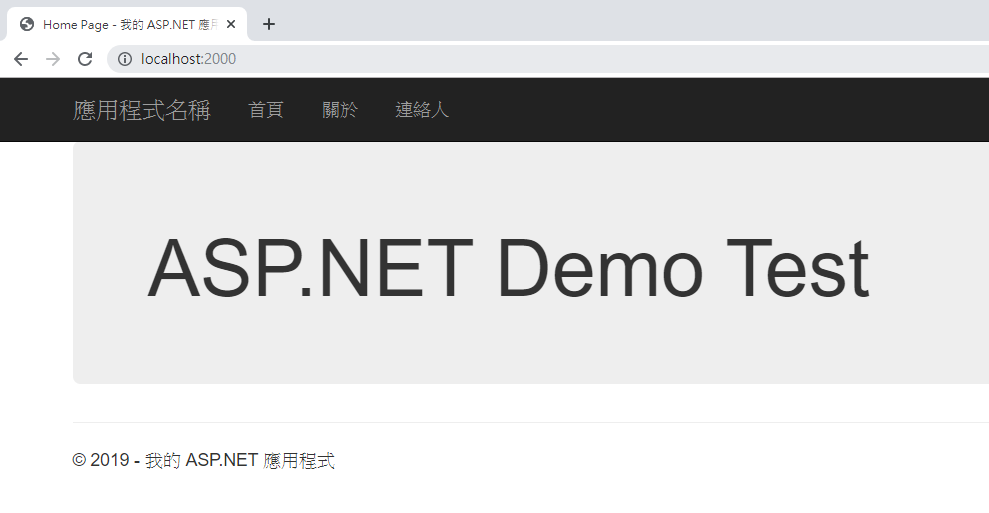 Home Page - 我的 ASP.NET 應用
localhost:2000
應用程式名稱 首頁 關於 連絡人
ASP.NET Demo Test
© 2019 - 我的 ASP.NET 應用程式